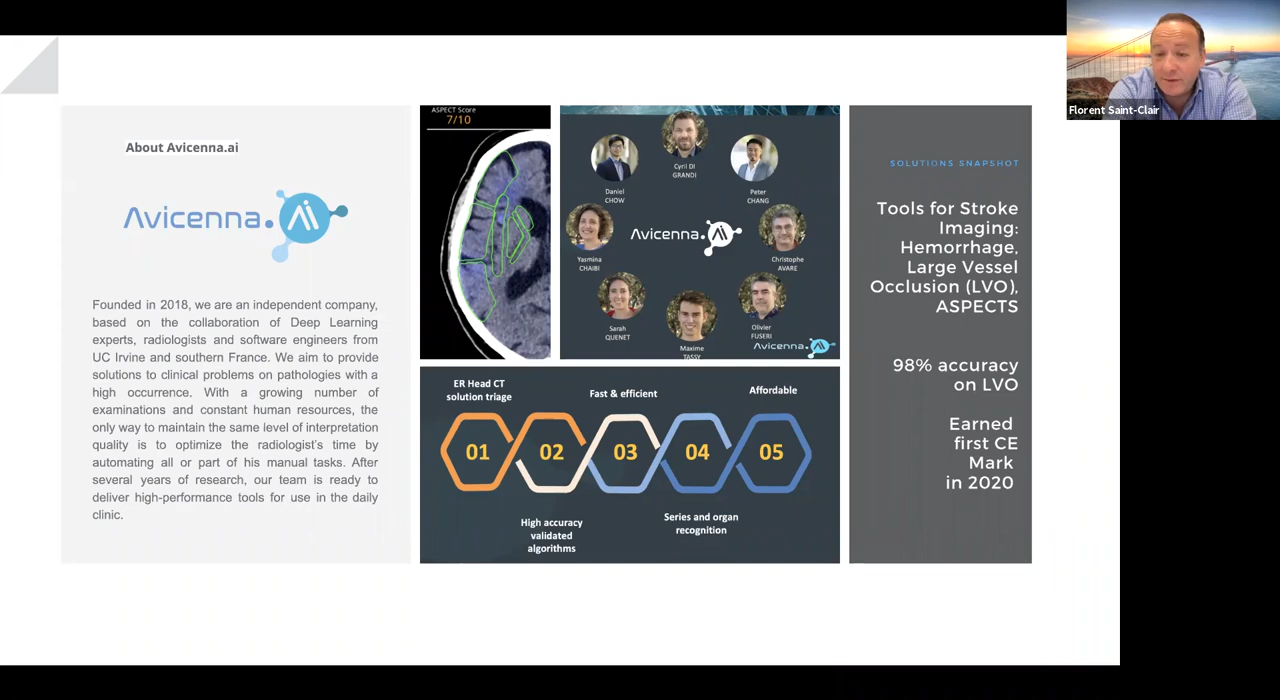 Florent Saint-Clair
About Avicenna.ai
Avicenna.Ai
Founded in 2018, we are an independent company,
based on the collaboration of Deep Learning
experts, radiologists and software engineers from
UC Irvine and southern France. We aim to provide
solutions to clinical problems on pathologies with a
high occurrence. With a growing number of
examinations and constant human resources, the
only way to maintain the same level of interpretation
quality is to optimize the radiologist's time by
automating all or part of his manual tasks. After
several years of research, our team is ready to
deliver high-performance tools for use in the daily
clinic.
ASPECT Score
7/10
Cyril DI
GRANDI
Daniel
CHOW
Peter
CHANG
Avicenna.Ai
Yasmina
CHAIBI
Christophe
AVARE
Sarah
QUENET
Olivier
FUSERI
Maxime
TASSY
Avicenna.Ai
ER Head CT
solution triage
Fast & efficient
Affordable
01
02
03
04
05
High accuracy
validated
algorithms
Series and organ
recognition
SOLUTIONS SNAPSHOT
Tools for Stroke
Imaging:
Hemorrhage,
Large Vessel
Occlusion (LVO),
ASPECTS
98% accuracy
on LVO
Earned
first CE
Mark
in 2020